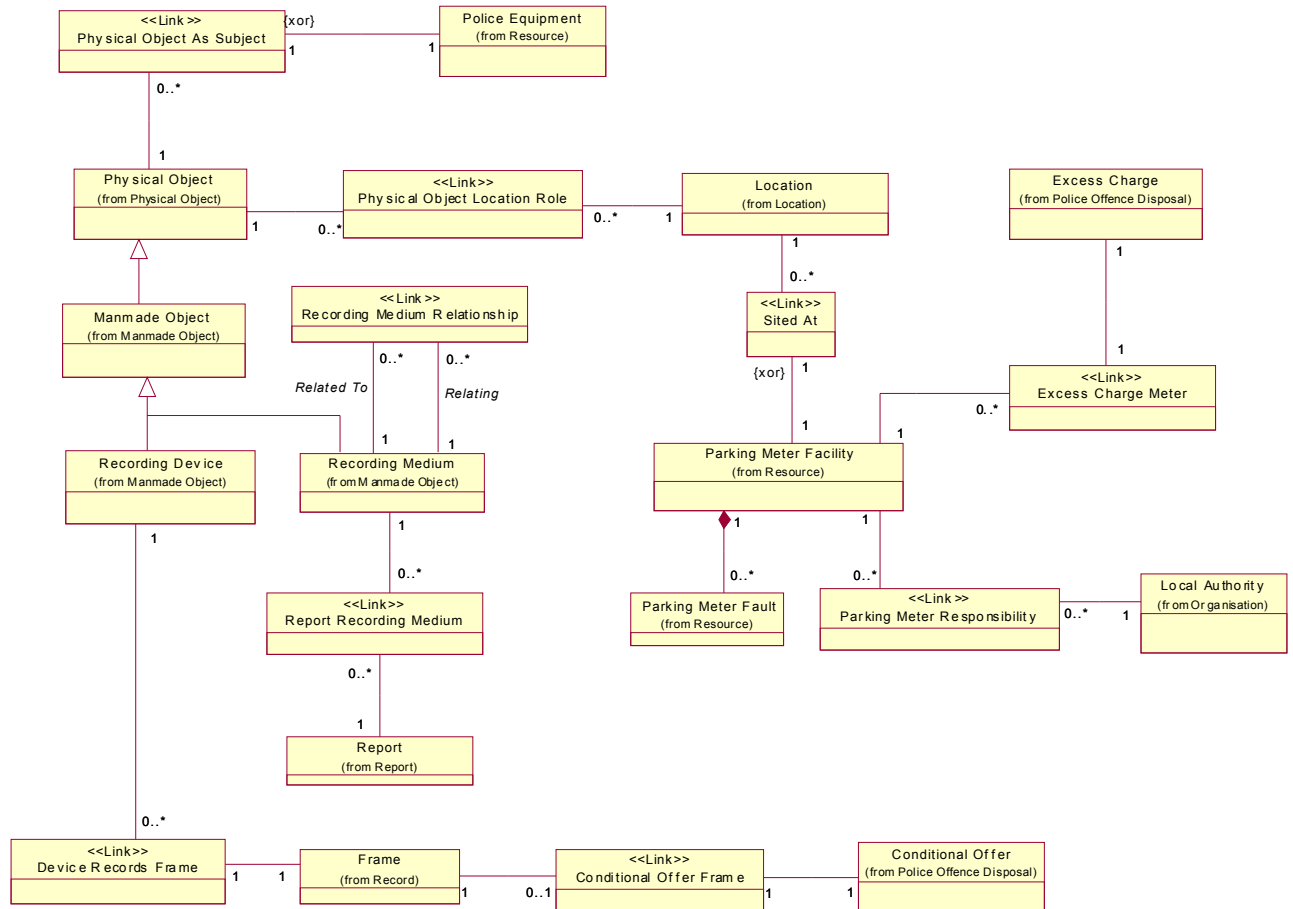 <<Link>>
Physical Object As Subject
{xor}
1
1
Police Equipment
(from Resource)
0..*
1
Physical Object
(from Physical Object)
1
0..*
<<Link>>
Physical Object Location Role
0..*
1
Location
(from Location)
Excess Charge
(from Police Offence Disposal)
1
1
0..*
1
Manmade Object
(from Manmade Object)
<<Link>>
Recording Medium Relationship
0..*
0..*
Related To
Relating
1
1
<<Link>>
Sited At
{xor}
1
1
<<Link>>
Excess Charge Meter
0..*
1
Recording Device
(from Manmade Object)
1
Recording Medium
(from Manmade Object)
1
0..*
Parking Meter Facility
(from Resource)
1
1
0..*
0..*
<<Link>>
Report Recording Medium
0..*
1
Parking Meter Fault
(from Resource)
<<Link>>
Parking Meter Responsibility
0..*
1
Local Authority
(from Organisation)
Report
(from Report)
0..*
<<Link>>
Device Records Frame
1
1
Frame
(from Record)
1
0..1
<<Link>>
Conditional Offer Frame
1
1
Conditional Offer
(from Police Offence Disposal)